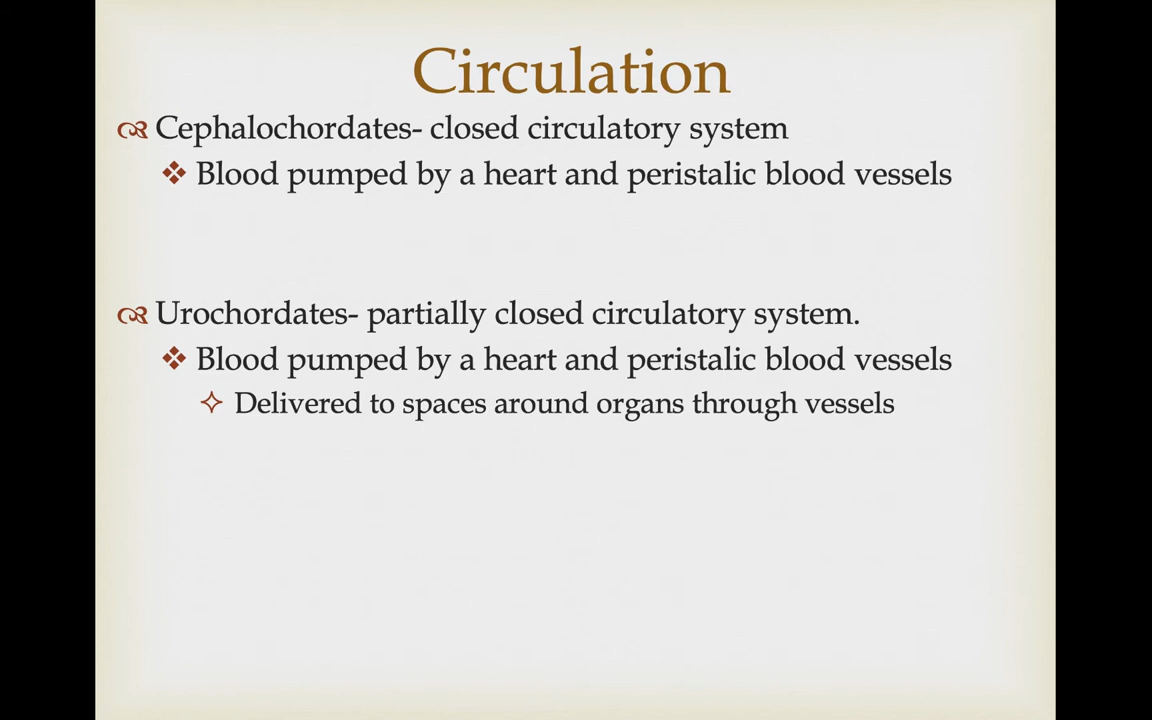 Circulation
Cephalochordates- closed circulatory system
Blood pumped by a heart and peristalic blood vessels
Urochordates- partially closed circulatory system.
Blood pumped by a heart and peristalic blood vessels
Delivered to spaces around organs through vessels